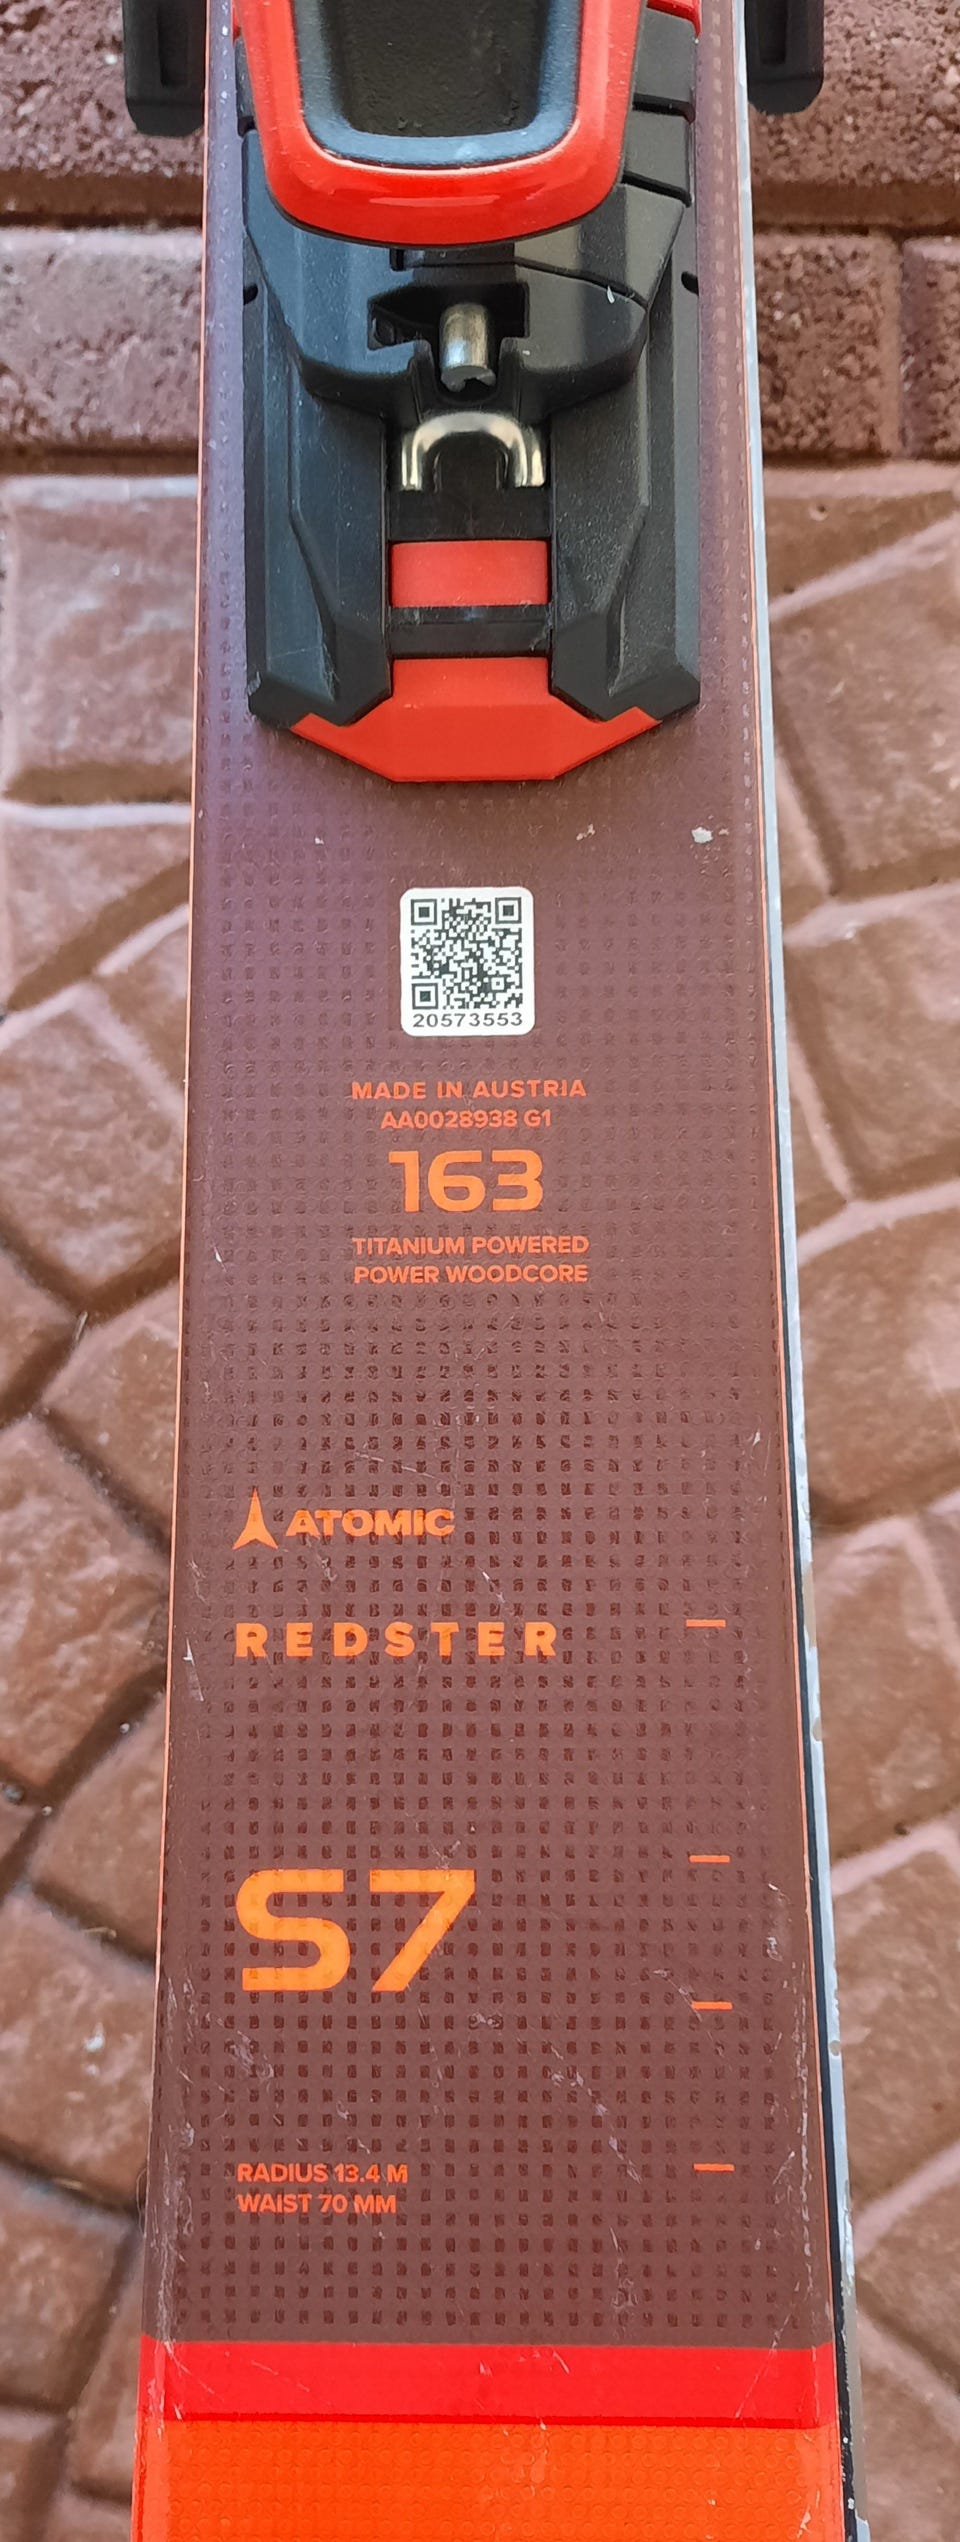 20573553
MADE IN AUSTRIA
AA0028938 G1
163
TITANIUM POWERED
POWER WOODCORE
ATOMIC
REDSTER
S7
RADIUS 13.4 M
WAIST 70 MM